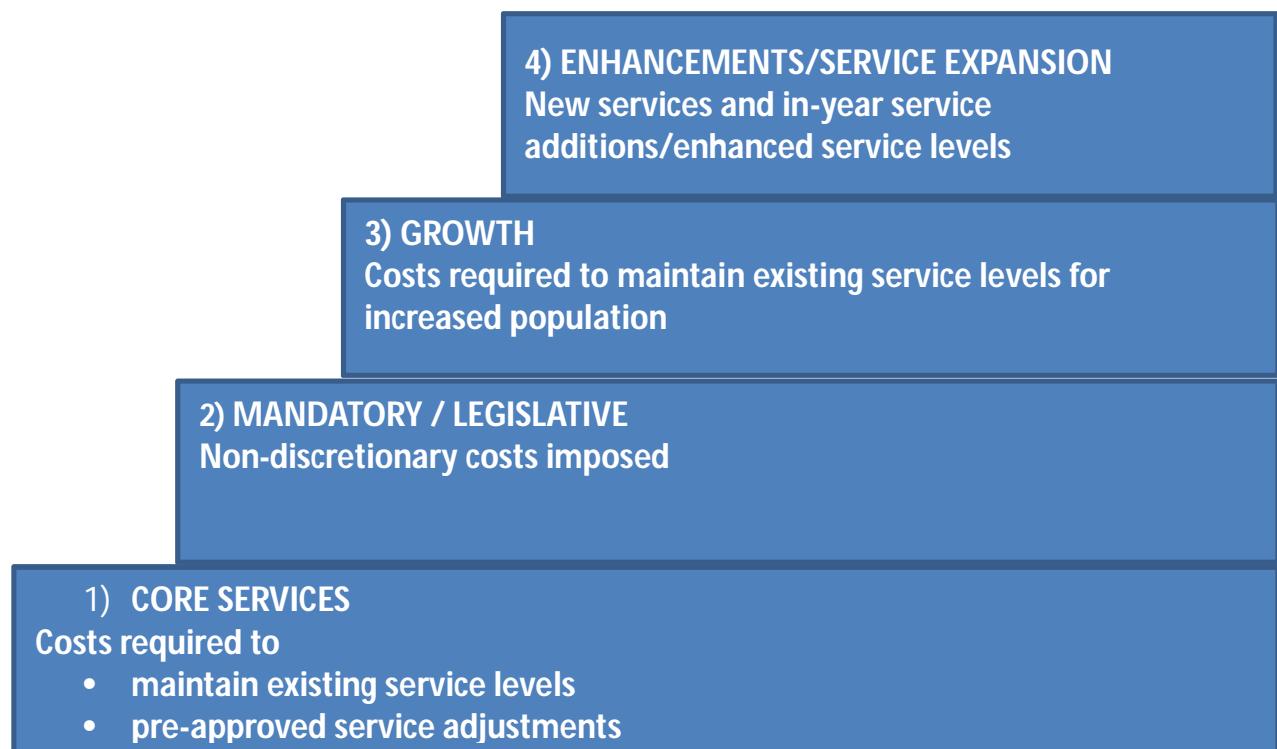 4) ENHANCEMENTS/SERVICE EXPANSION
New services and in-year service
additions/enhanced service levels
3) GROWTH
Costs required to maintain existing service levels for
increased population
2) MANDATORY / LEGISLATIVE
Non-discretionary costs imposed
1) CORE SERVICES
Costs required to
• maintain existing service levels
• pre-approved service adjustments